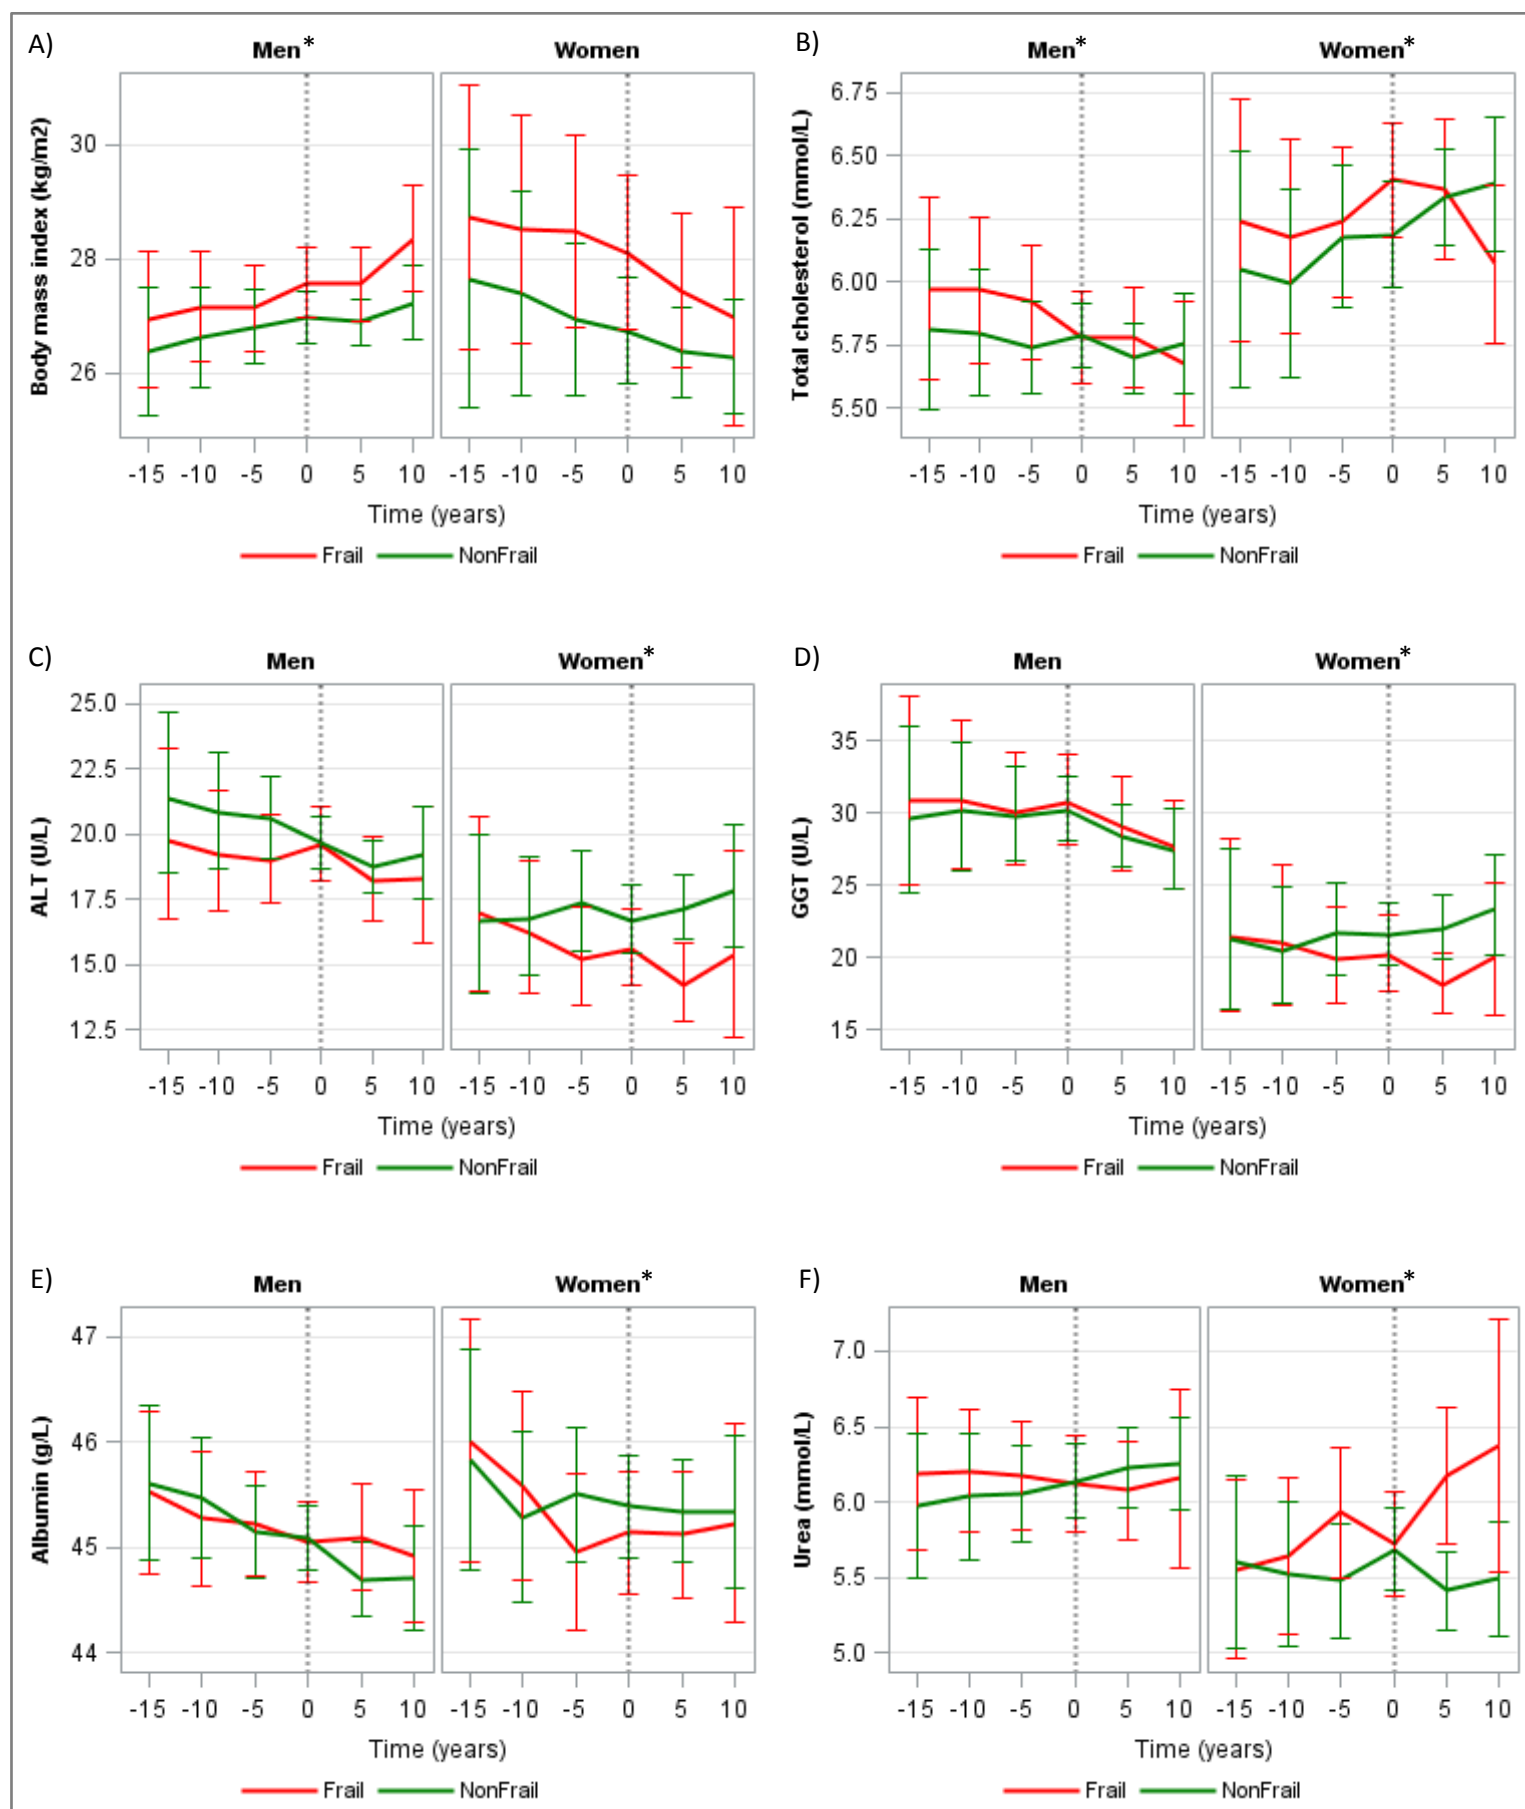 A)
Men*
Women
Body mass index (kg/m2)
30
28
26
-15 -10 -5 0 5 10
-15 -10 -5 0 5 10
Time (years)
Frail NonFrail
B)
Men*
Women*
Total cholesterol (mmol/L)
6.75
6.50
6.25
6.00
5.75
5.50
-15 -10 -5 0 5 10
-15 -10 -5 0 5 10
Time (years)
Frail NonFrail
C)
Men
Women*
ALT (U/L)
25.0
22.5
20.0
17.5
15.0
12.5
-15 -10 -5 0 5 10
-15 -10 -5 0 5 10
Time (years)
Frail NonFrail
D)
Men
Women*
GGT (U/L)
35
30
25
20
15
-15 -10 -5 0 5 10
-15 -10 -5 0 5 10
Time (years)
Frail NonFrail
E)
Men
Women*
Albumin (g/L)
47
46
45
44
-15 -10 -5 0 5 10
-15 -10 -5 0 5 10
Time (years)
Frail NonFrail
F)
Men
Women*
Urea (mmol/L)
7.0
6.5
6.0
5.5
5.0
-15 -10 -5 0 5 10
-15 -10 -5 0 5 10
Time (years)
Frail NonFrail